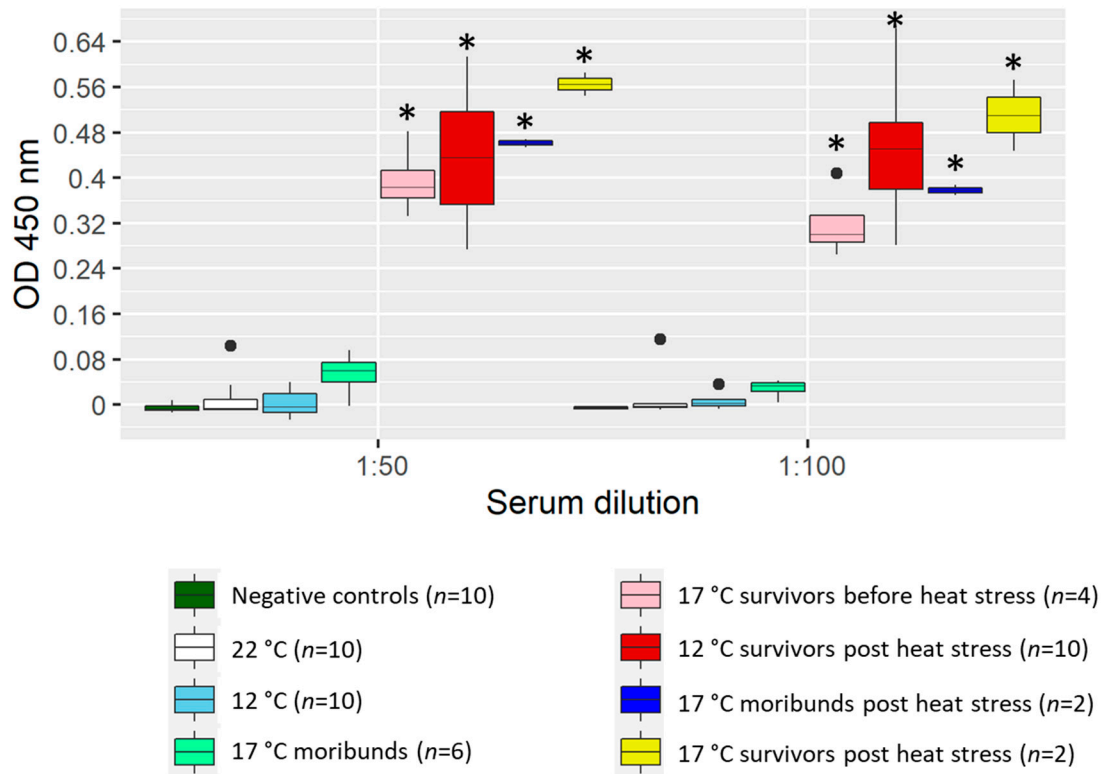 0.64
0.56
0.48
0.4
0.32
0.24
0.16
0.08
0
OD 450 nm
* * * * * * * *
1:50 1:100
Serum dilution
Negative controls (n=10)
22 °C (n=10)
12 °C (n=10)
17 °C moribunds (n=6)
17 °C survivors before heat stress (n=4)
12 °C survivors post heat stress (n=10)
17 °C moribunds post heat stress (n=2)
17 °C survivors post heat stress (n=2)